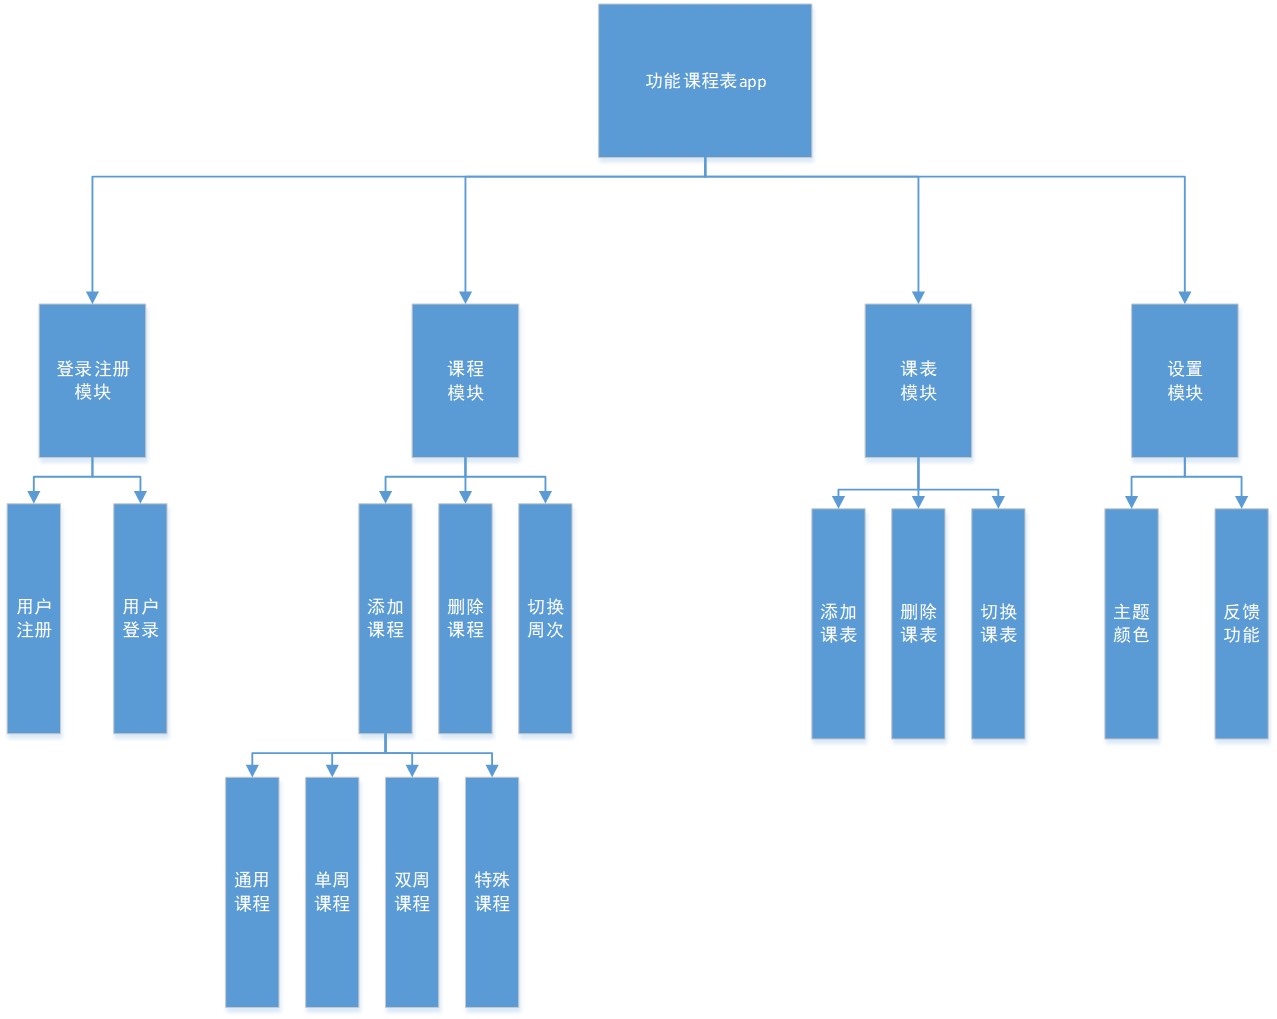 功能课程表app
登录注册
模块
课程
模块
课表
模块
设置
模块
用户
注册
用户
登录
添加
课程
删除
课程
切换
周次
添加
课表
删除
课表
切换
课表
主题
颜色
反馈
功能
通用
课程
单周
课程
双周
课程
特殊
课程